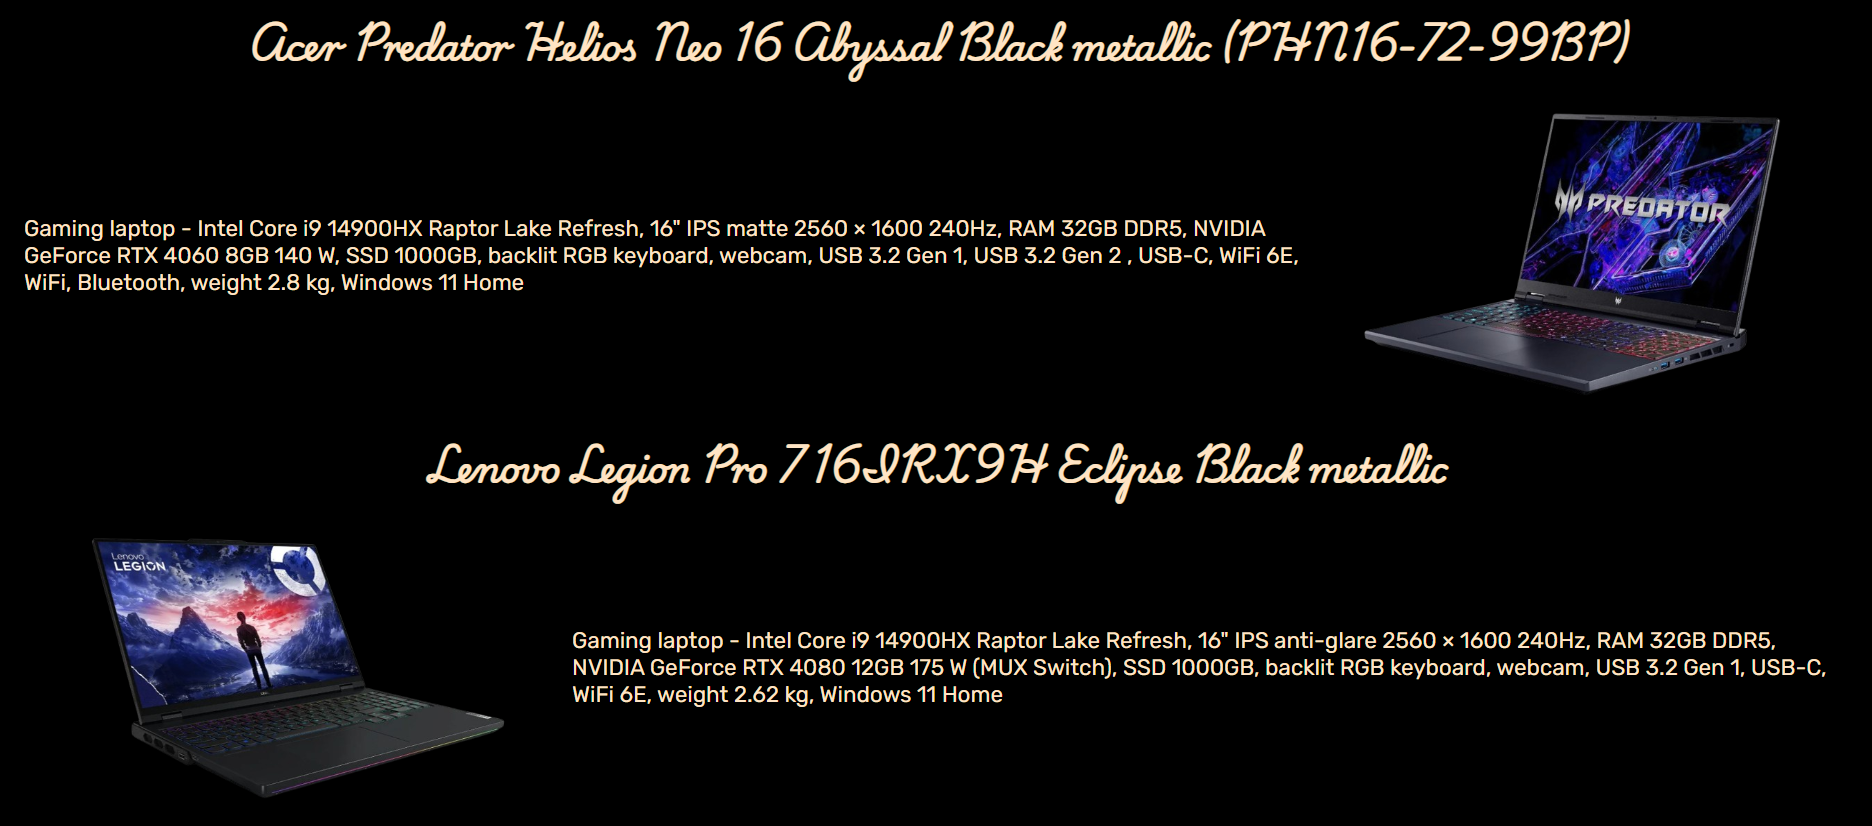 Acer Predator Helios Neo 16 Abyssal Black metallic (PHN16-72-99BP)
PREDATOR
Gaming laptop - Intel Core i9 14900HX Raptor Lake Refresh, 16" IPS matte 2560 × 1600 240Hz, RAM 32GB DDR5, NVIDIA
GeForce RTX 4060 8GB 140 W, SSD 1000GB, backlit RGB keyboard, webcam, USB 3.2 Gen 1, USB 3.2 Gen 2 , USB-C, WiFi 6E,
WiFi, Bluetooth, weight 2.8 kg, Windows 11 Home
Lenovo Legion Pro 7 16IRX9H Eclipse Black metallic
Lenovo
LEGION
Gaming laptop - Intel Core i9 14900HX Raptor Lake Refresh, 16" IPS anti-glare 2560 × 1600 240Hz, RAM 32GB DDR5,
NVIDIA GeForce RTX 4080 12GB 175 W (MUX Switch), SSD 1000GB, backlit RGB keyboard, webcam, USB 3.2 Gen 1, USB-C,
WiFi 6E, weight 2.62 kg, Windows 11 Home